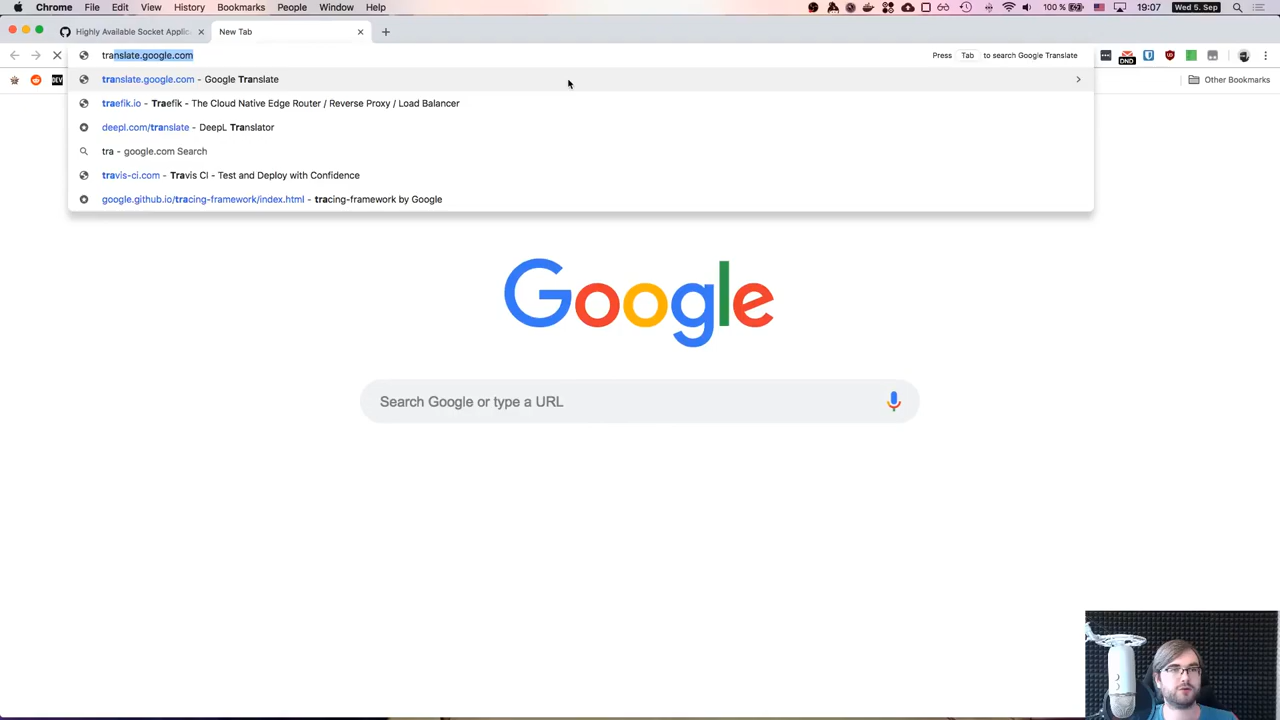 Chrome File Edit View History Bookmarks People Window Help 100 % 19:07 Wed 5. Sep
Highly Available Socket Applic
New Tab
translate.google.com Press Tab to search Google Translate
DND
DEV
translate.google.com - Google Translate
Other Bookmarks
traefik.io - Traefik - The Cloud Native Edge Router / Reverse Proxy / Load Balancer
deepl.com/translate - DeepL Translator
tra - google.com Search
travis-ci.com - Travis CI - Test and Deploy with Confidence
google.github.io/tracing-framework/index.html - tracing-framework by Google
Google
Search Google or type a URL